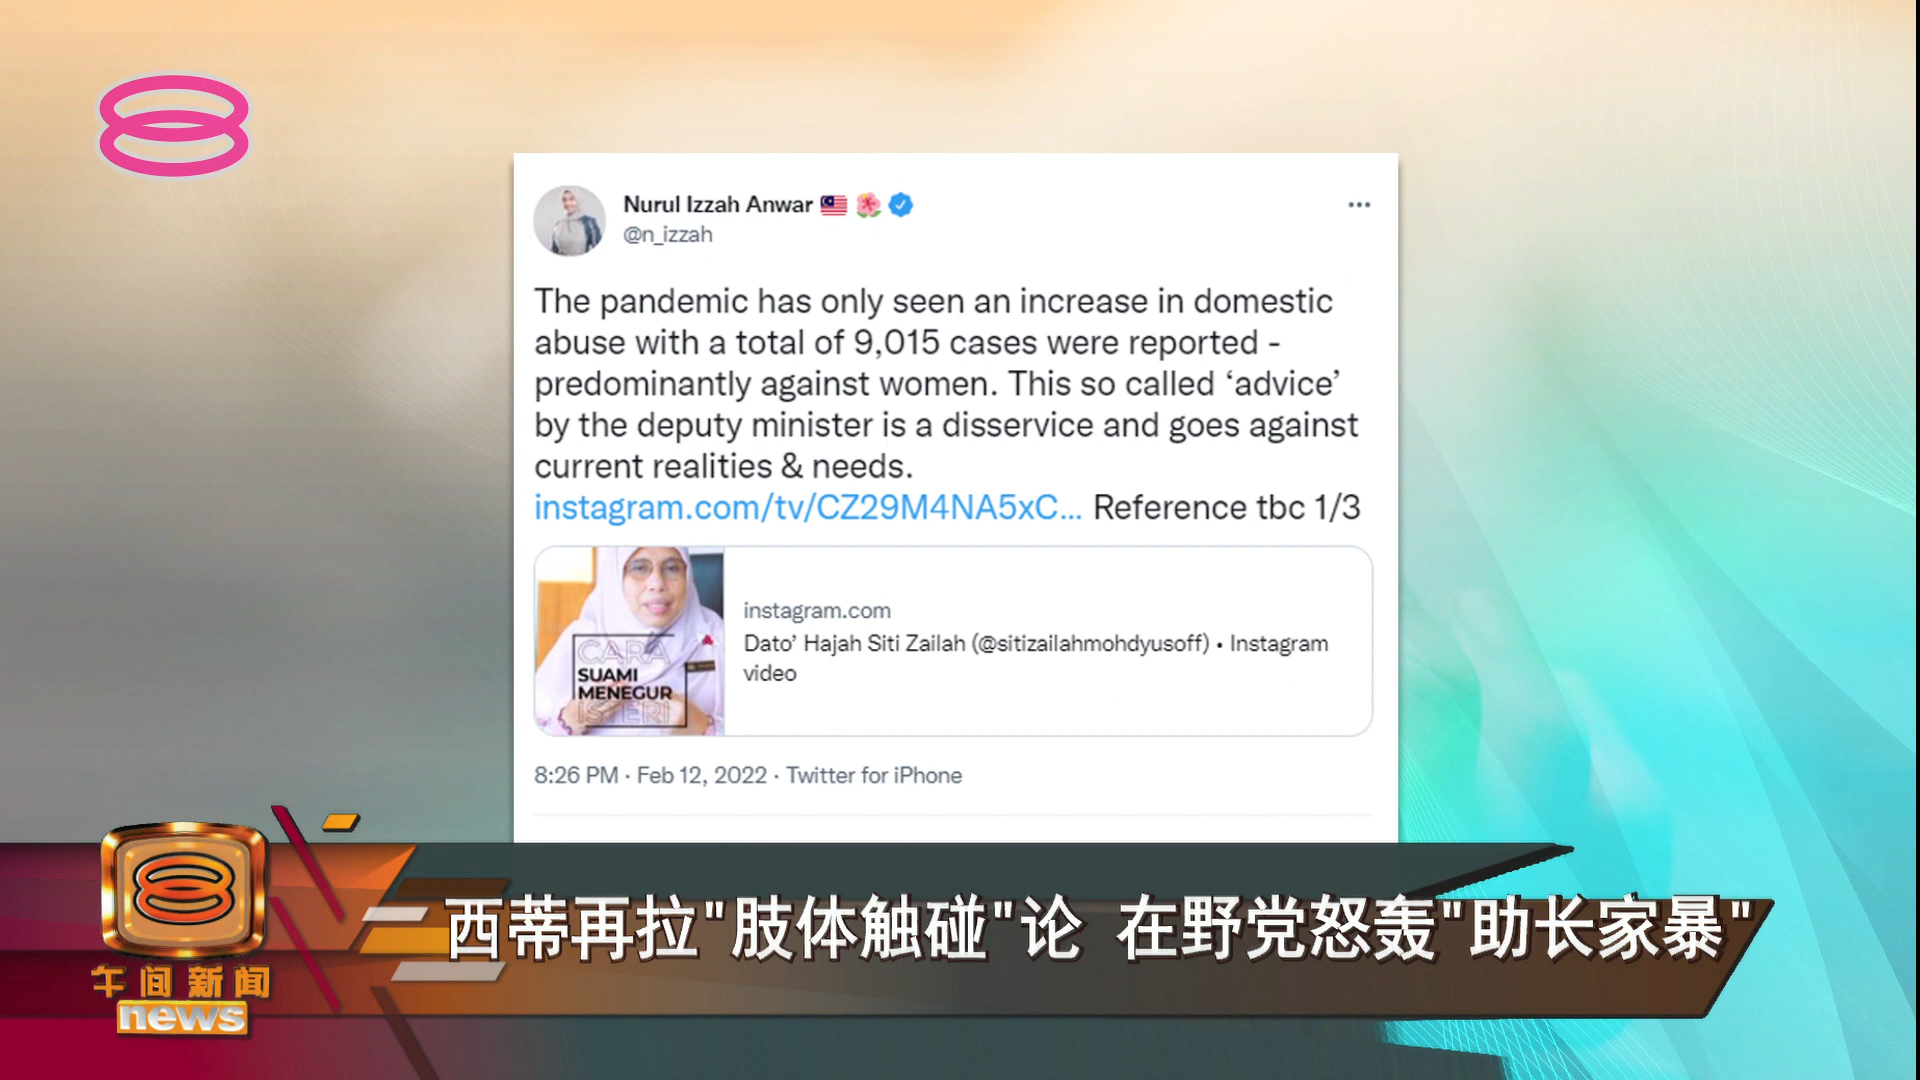 Nurul Izzah Anwar
@n_izzah
The pandemic has only seen an increase in domestic
abuse with a total of 9,015 cases were reported -
predominantly against women. This so called ‘advice’
by the deputy minister is a disservice and goes against
current realities & needs.
instagram.com/tv/CZ29M4NA5xC... Reference tbc 1/3
CARA
SUAMI
MENEGUR
ISTERI
instagram.com
Dato’ Hajah Siti Zailah (@sitizailahmohdyusoff) • Instagram
video
8:26 PM · Feb 12, 2022 · Twitter for iPhone
西蒂再拉"肢体触碰"论 在野党怒轰"助长家暴"
午间新闻
news